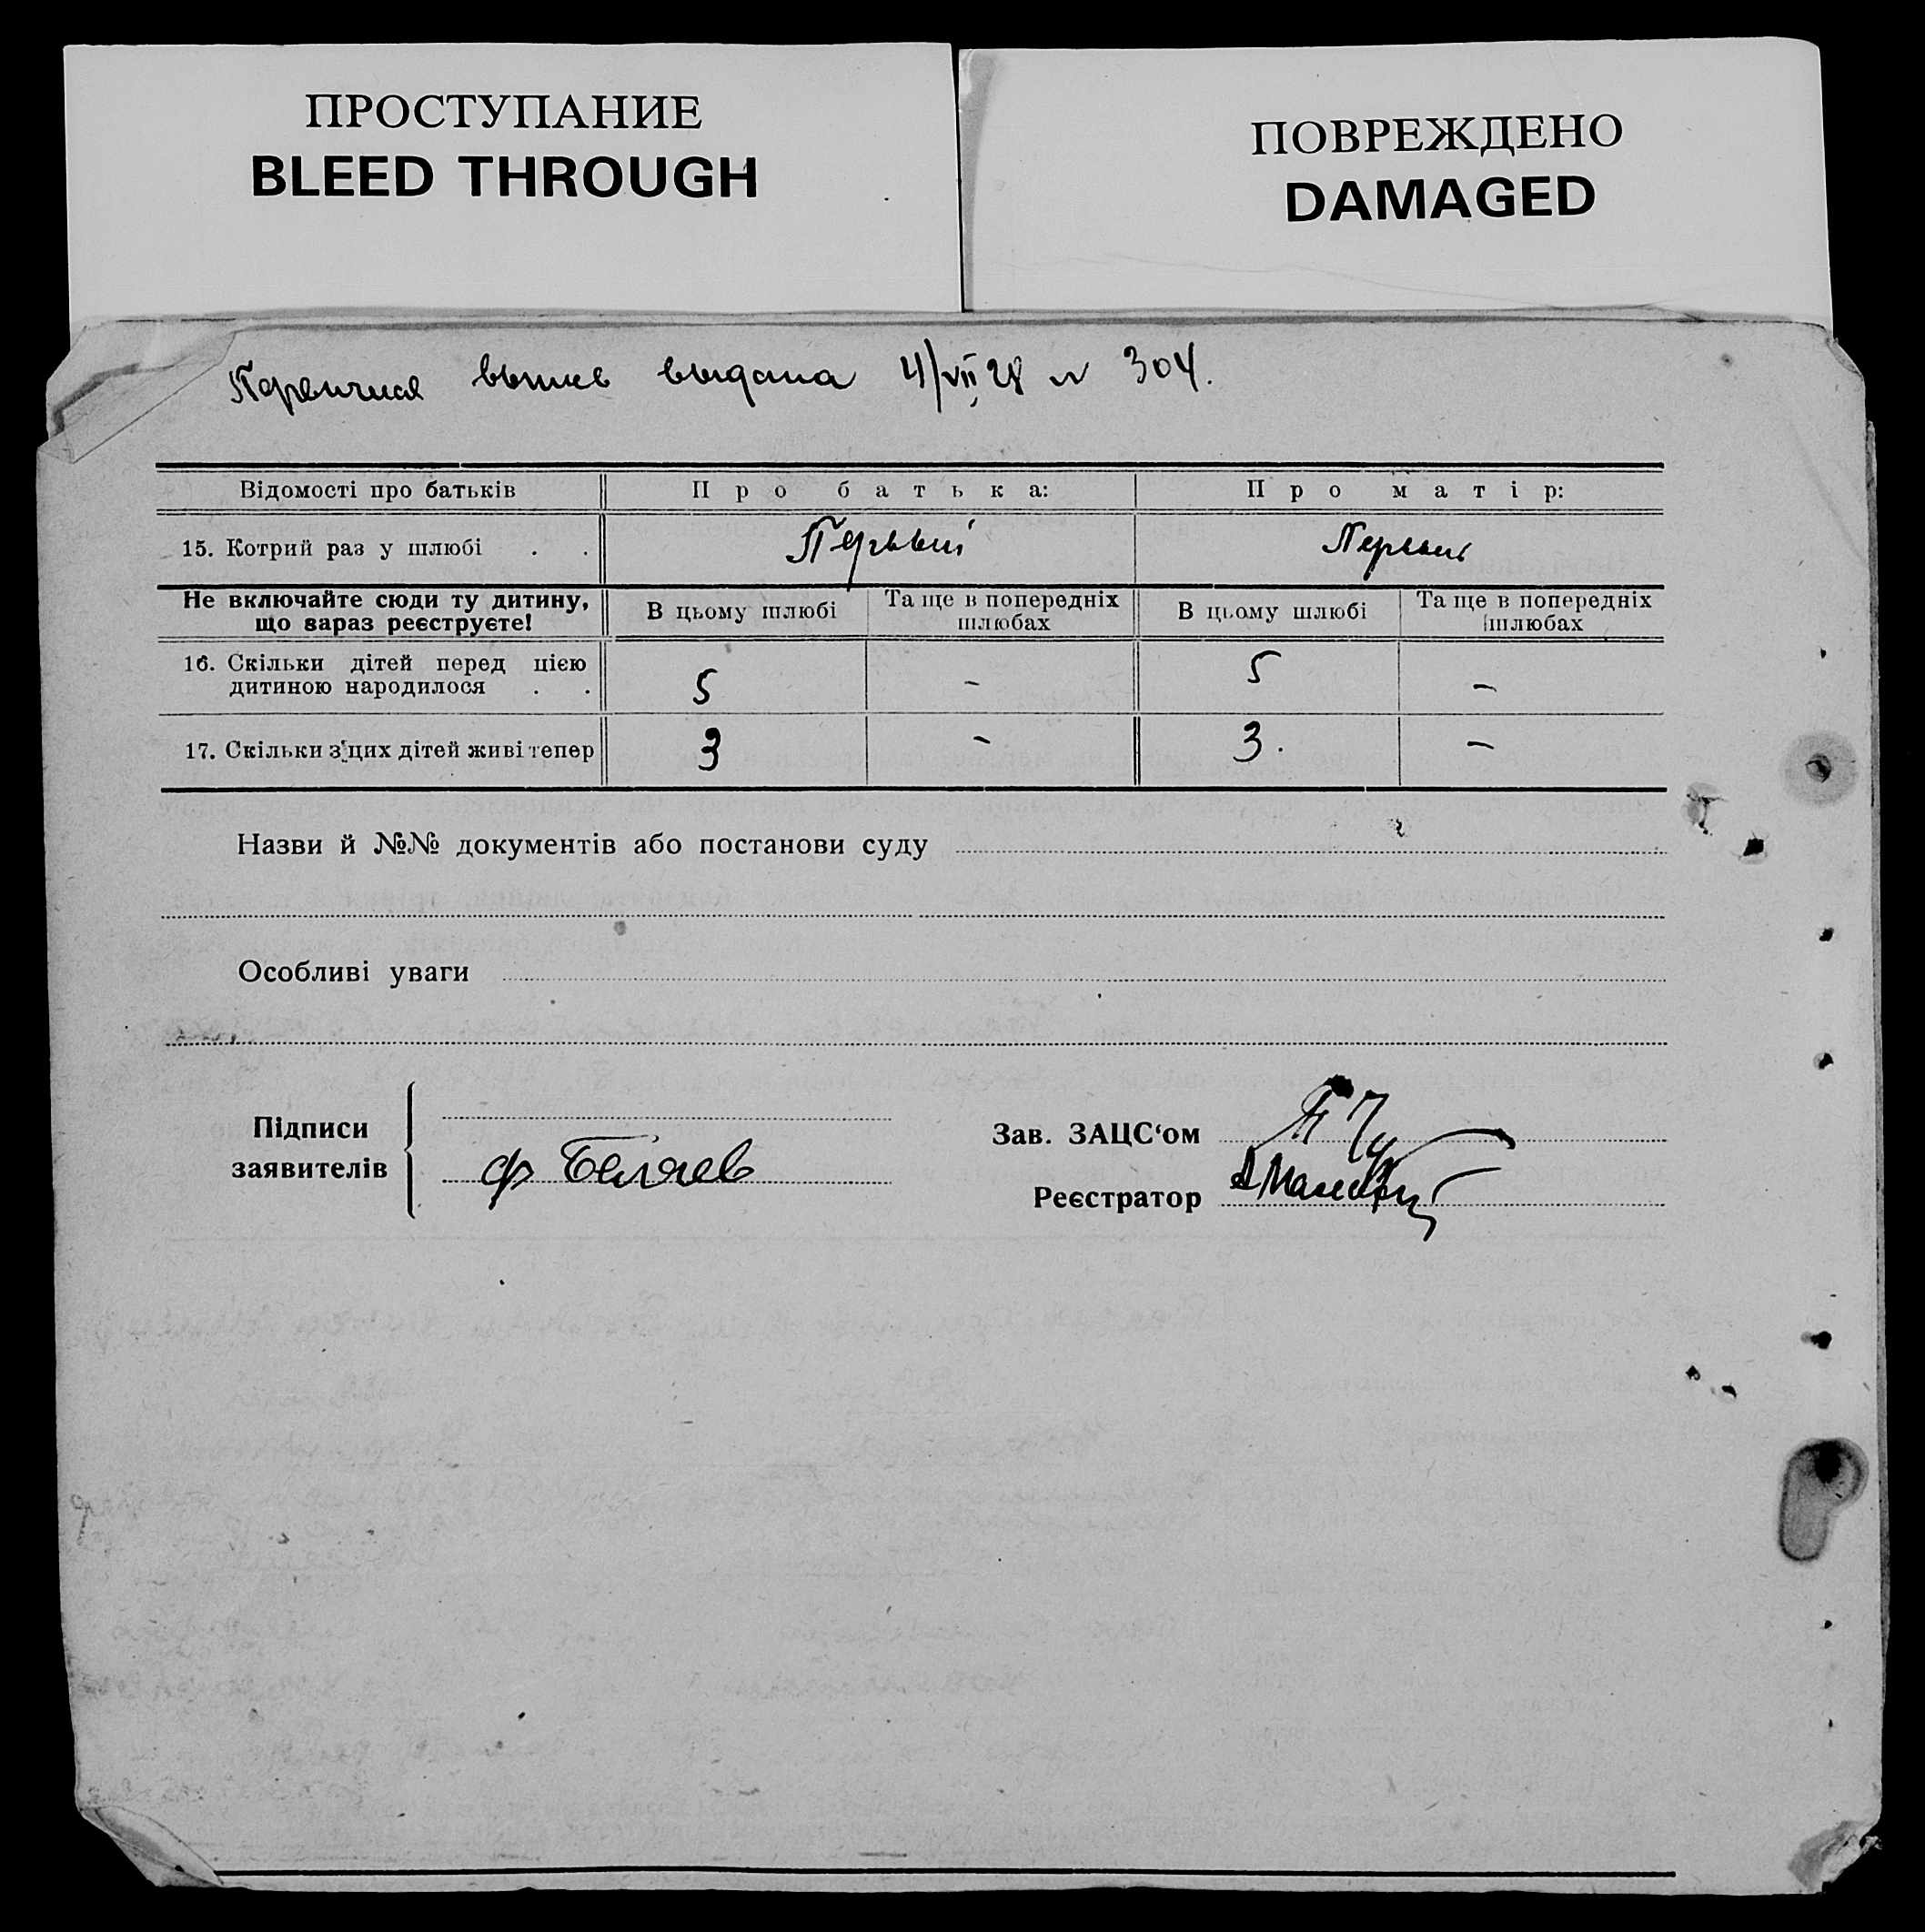 ПРОСТУПАНИЕ
BLEED THROUGH
ПОВРЕЖДЕНО
DAMAGED
выпись выдана 4/VII 28 N 304.
Відомості про батьків Про батька: Про матір:
15. Котрий раз у шлюбі . . Первый Первый
Не включайте сюди ту дитину, що зараз реєструєте! В цьому шлюбі Та ще в попередніх шлюбах В цьому шлюбі Та ще в попередніх шлюбах
16. Скільки дітей перед цією дитиною народилося . . 5 - 5 -
17. Скільки з цих дітей живі тепер 3 - 3. -
Назви й №№ документів або постанови суду
Особливі уваги
Підписи заявителів
Ф Беляев
Зав. ЗАЦС‘ом
Реєстратор